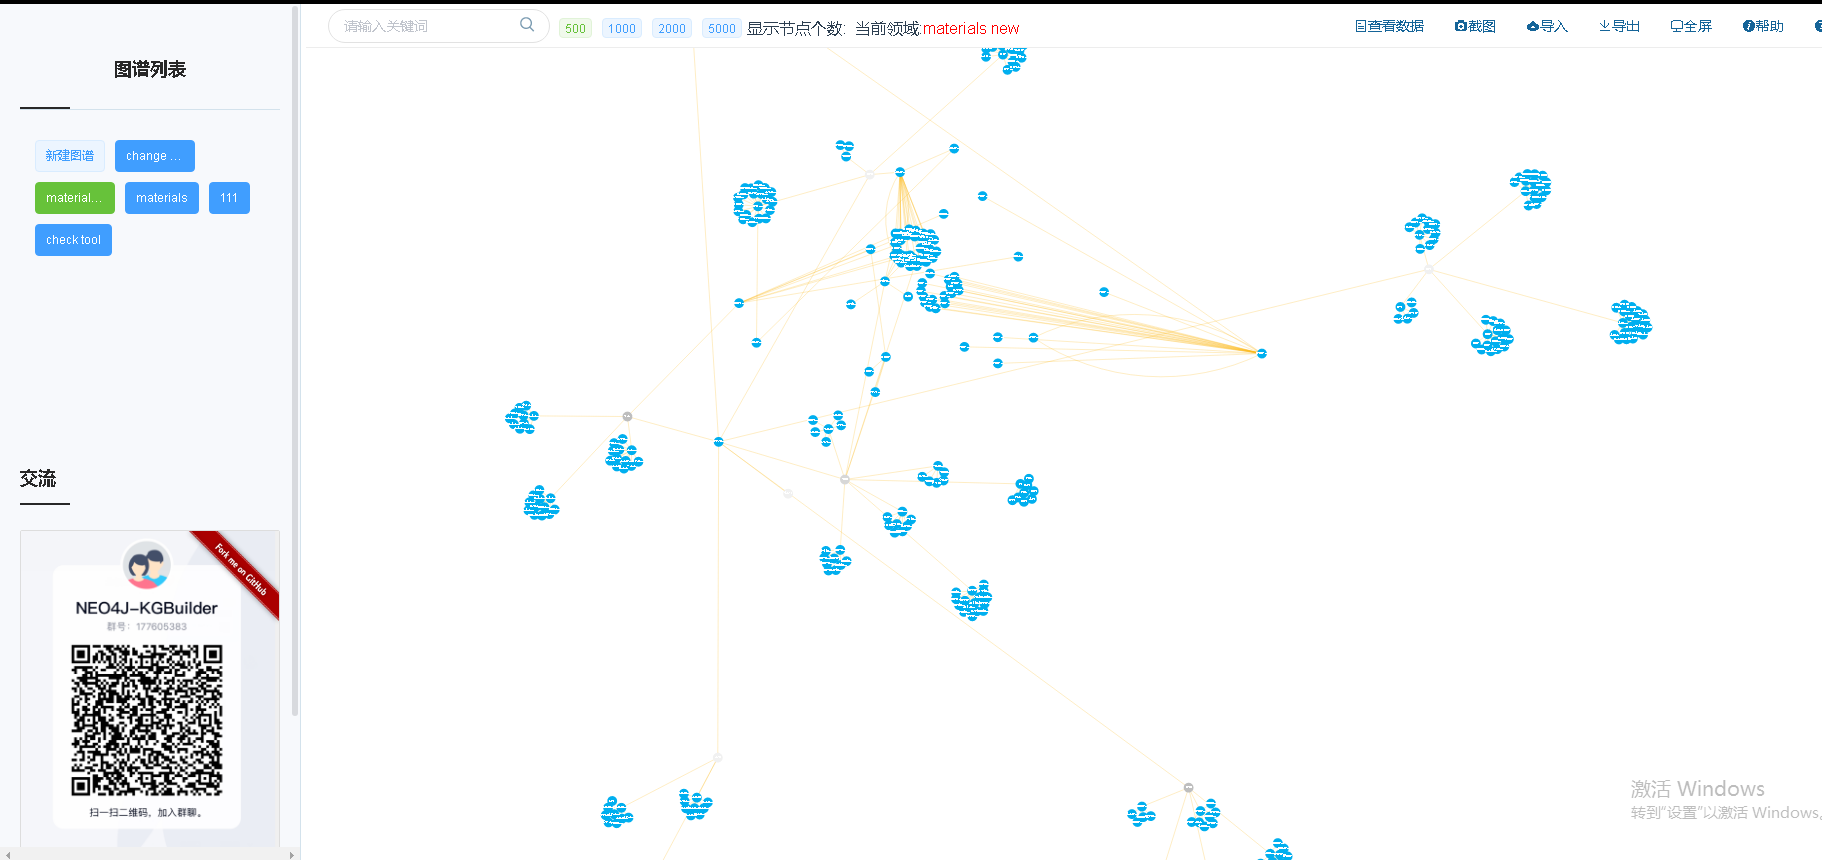 请输入关键词
500 1000 2000 5000 显示节点个数: 当前领域:materials new
查看数据 截图 导入 导出 全屏 帮助
图谱列表
新建图谱 change ...
material... materials 111
check tool
交流
Fork me on GitHub
NEO4J-KGBuilder
群号: 177605383
扫一扫二维码，加入群聊。
激活 Windows
转到"设置"以激活 Windows。